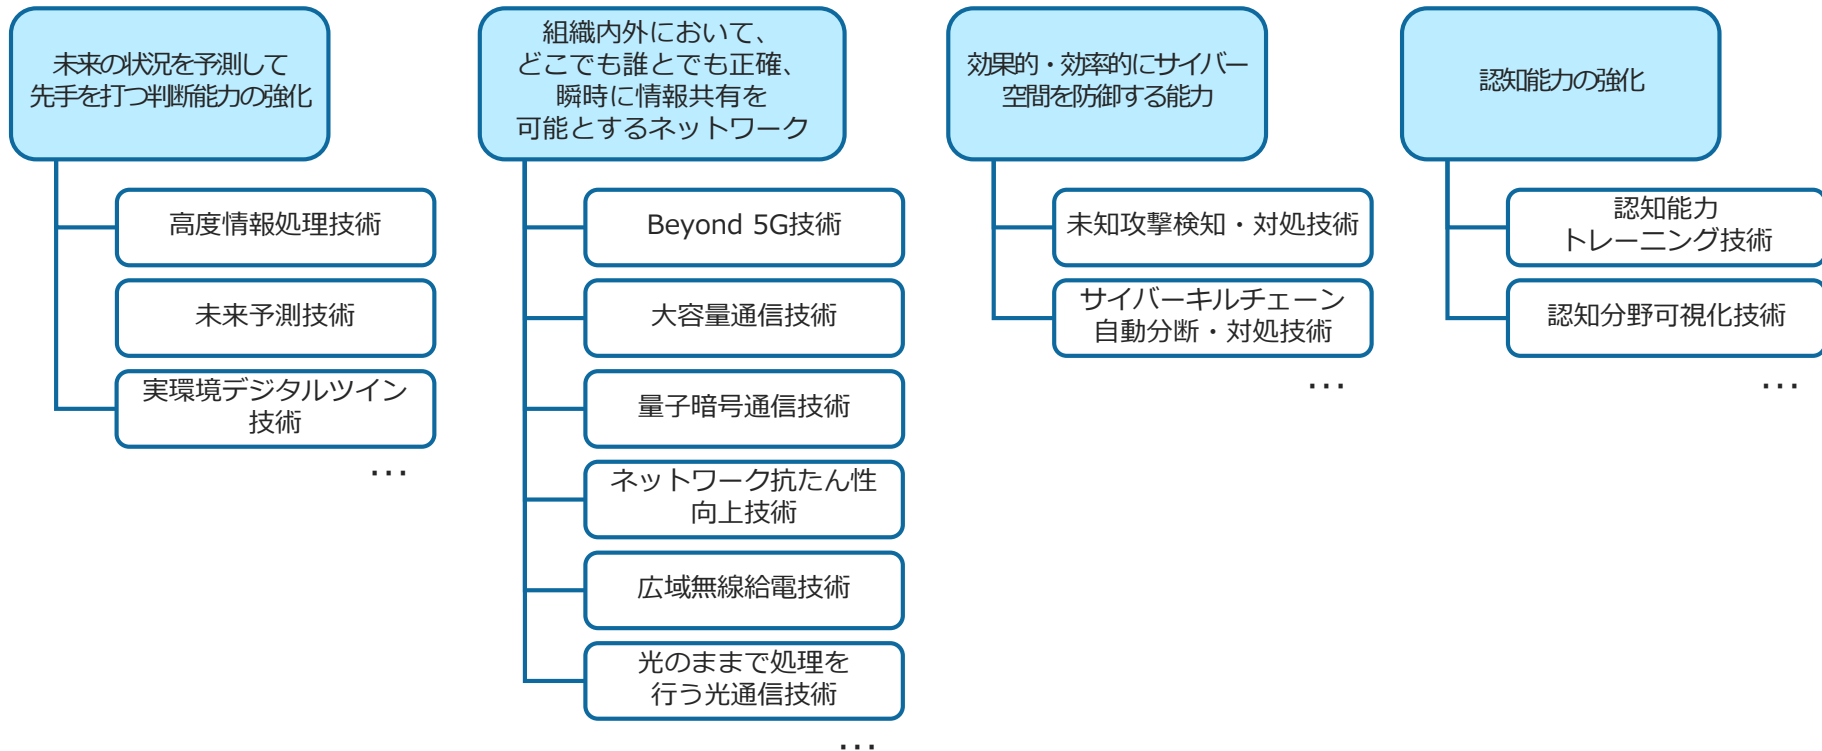 未来の状況を予測して
先手を打つ判断能力の強化
高度情報処理技術
未来予測技術
実環境デジタルツイン
技術
…
組織内外において、
どこでも誰とでも正確、
瞬時に情報共有を
可能とするネットワーク
Beyond 5G技術
大容量通信技術
量子暗号通信技術
ネットワーク抗たん性
向上技術
広域無線給電技術
光のままで処理を
行う光通信技術
…
効果的・効率的にサイバー
空間を防御する能力
未知攻撃検知・対処技術
サイバーキルチェーン
自動分断・対処技術
…
認知能力の強化
認知能力
トレーニング技術
認知分野可視化技術
…